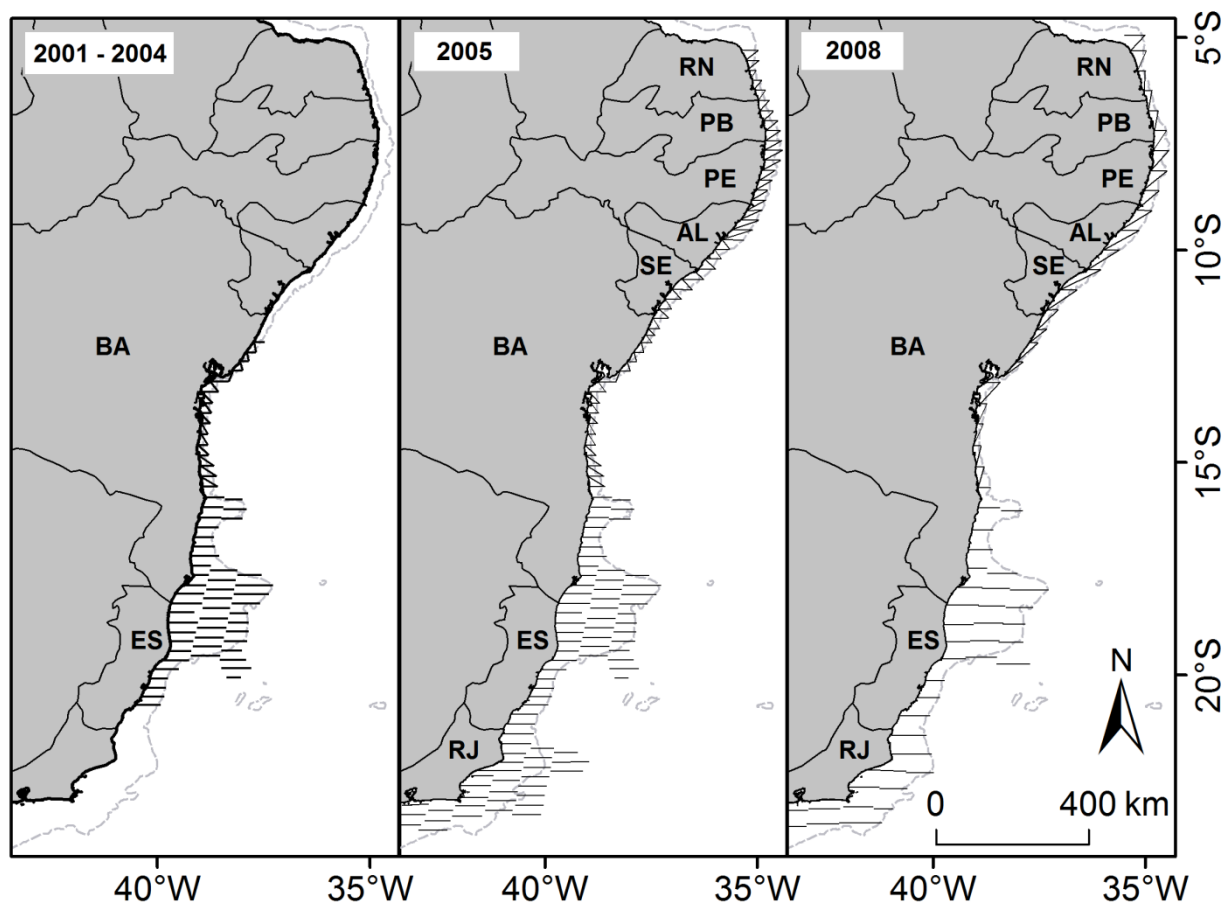 2001 - 2004
BA
ES
2005
RN
PB
PE
AL
SE
BA
ES
RJ
2008
RN
PB
PE
AL
SE
BA
ES
RJ
N
0 400 km
5°S
10°S
15°S
20°S
40°W 35°W 40°W 35°W 40°W 35°W